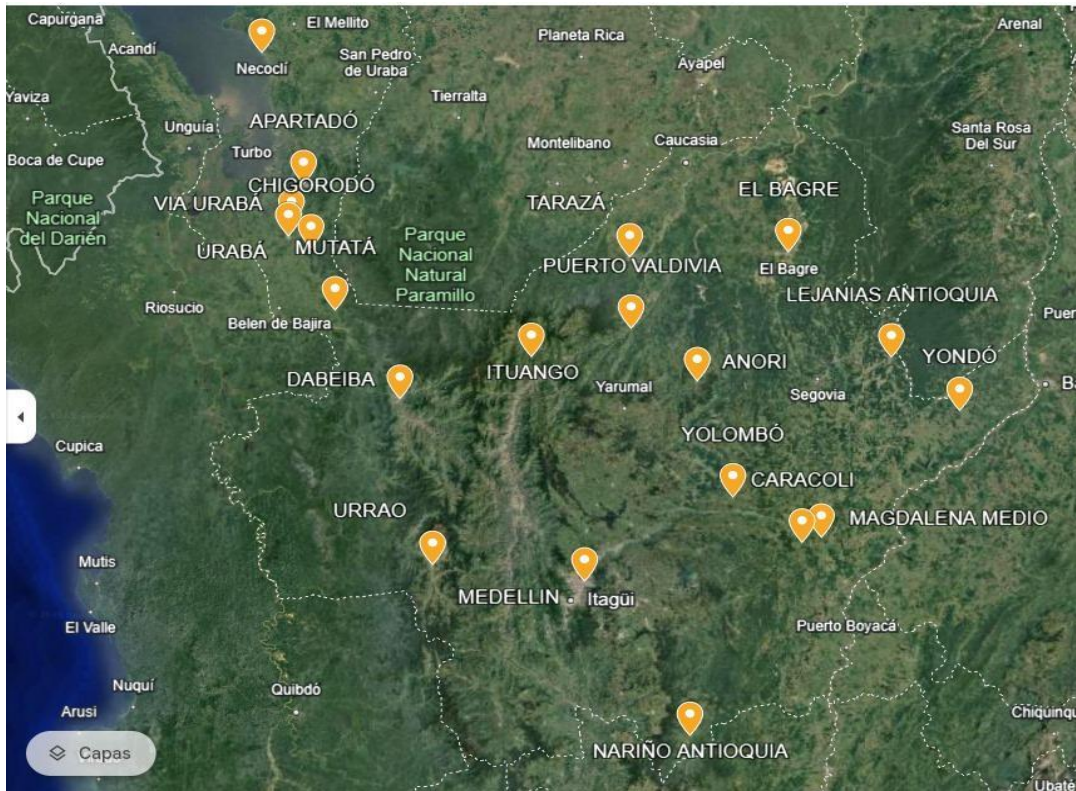 Capurgana
El Mellito
Arenal
Acandí
Planeta Rica
San Pedro
de Uraba
Necoclí
Ayapel
Yaviza
Tierralta
Unguía
APARTADÓ
Santa Rosa
Del Sur
Montelibano
Caucasia
Boca de Cupe
Turbo
CHIGORODÓ
EL BAGRE
Parque
Nacional
del Darién
VIA URABÁ
TARAZÁ
URABÁ
MUTATÁ
Parque
Nacional
Natural
Paramillo
PUERTO VALDIVIA
El Bagre
LEJANIAS ANTIOQUIA
Riosucio
Belen de Bajira
YONDÓ
ITUANGO
ANORI
DABEIBA
Yarumal
Segovia
YOLOMBÓ
Cupica
CARACOLI
URRAO
MAGDALENA MEDIO
Mutis
MEDELLIN
Itagüi
El Valle
Puerto Boyacá
Nuquí
Quibdó
Arusi
NARIÑO ANTIOQUIA
Capas